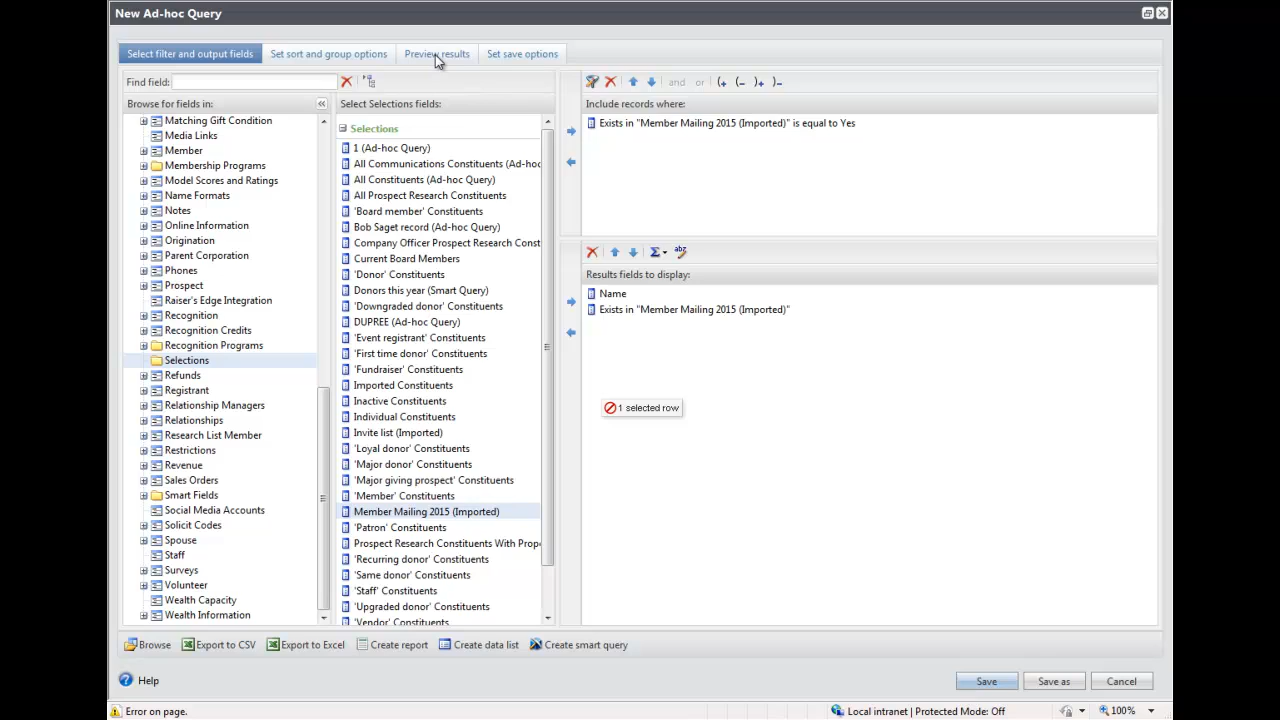 New Ad-hoc Query
Select filter and output fields
Set sort and group options
Preview results
Set save options
Find field:
Browse for fields in:
Matching Gift Condition
Media Links
Member
Membership Programs
Model Scores and Ratings
Name Formats
Notes
Online Information
Origination
Parent Corporation
Phones
Prospect
Raiser's Edge Integration
Recognition
Recognition Credits
Recognition Programs
Selections
Refunds
Registrant
Relationship Managers
Relationships
Research List Member
Restrictions
Revenue
Sales Orders
Smart Fields
Social Media Accounts
Solicit Codes
Spouse
Staff
Surveys
Volunteer
Wealth Capacity
Wealth Information
Select Selections fields:
Selections
1 (Ad-hoc Query)
All Communications Constituents (Ad-hoc
All Constituents (Ad-hoc Query)
All Prospect Research Constituents
'Board member' Constituents
Bob Saget record (Ad-hoc Query)
Company Officer Prospect Research Const
Current Board Members
'Donor' Constituents
Donors this year (Smart Query)
'Downgraded donor' Constituents
DUPREE (Ad-hoc Query)
'Event registrant' Constituents
'First time donor' Constituents
'Fundraiser' Constituents
Imported Constituents
Inactive Constituents
Individual Constituents
Invite list (Imported)
'Loyal donor' Constituents
'Major donor' Constituents
'Major giving prospect' Constituents
'Member' Constituents
Member Mailing 2015 (Imported)
'Patron' Constituents
Prospect Research Constituents With Prop
'Recurring donor' Constituents
'Same donor' Constituents
'Staff' Constituents
'Upgraded donor' Constituents
'Vendor' Constituents
and or (+ (- )+ )-
Include records where:
Exists in "Member Mailing 2015 (Imported)" is equal to Yes
Results fields to display:
Name
Exists in "Member Mailing 2015 (Imported)"
1 selected row
Browse
Export to CSV
Export to Excel
Create report
Create data list
Create smart query
Help
Save
Save as
Cancel
Error on page.
Local intranet | Protected Mode: Off
100%